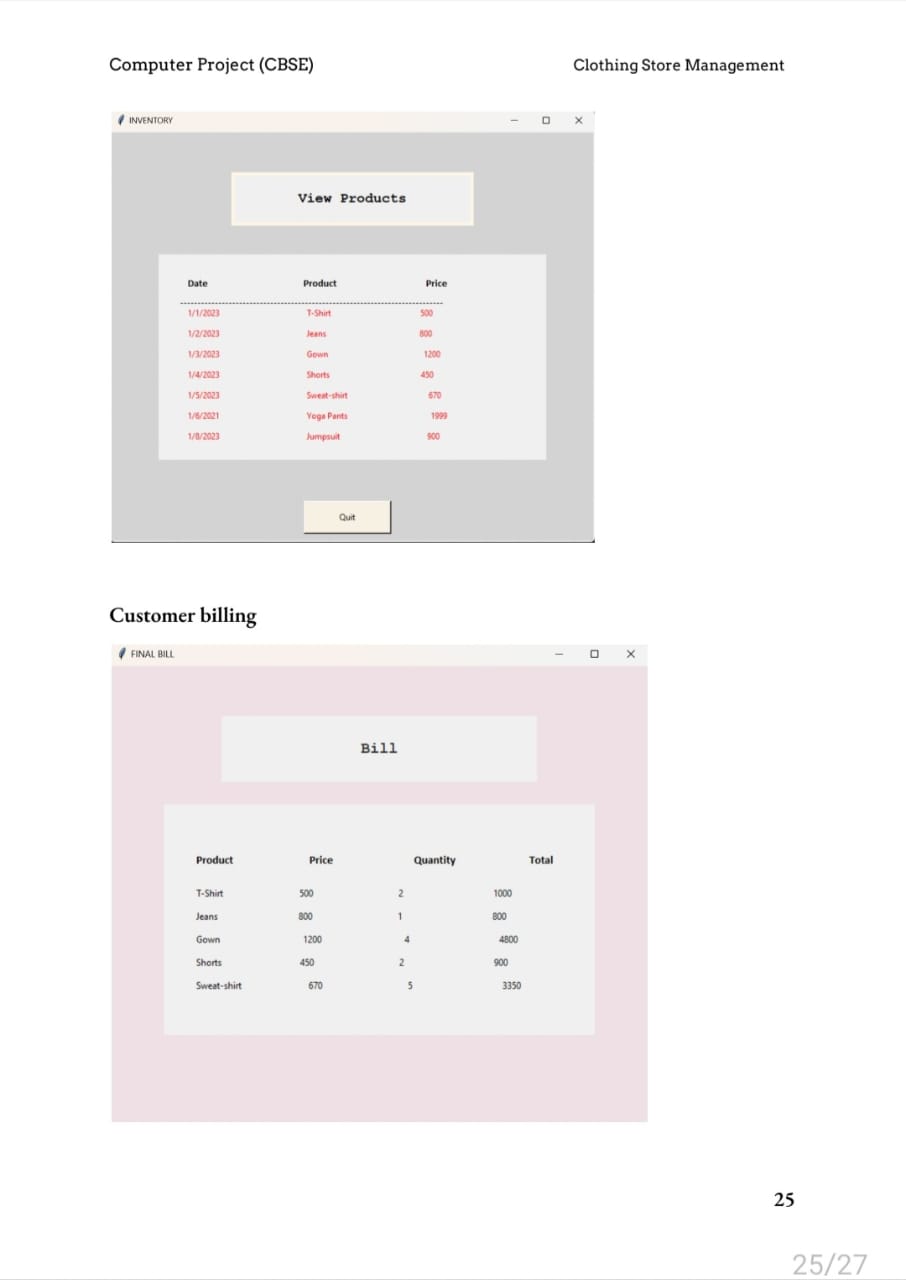 Computer Project (CBSE) Clothing Store Management
INVENTORY
View Products
Date Product Price
--------------------------------------------------------------------------------
1/1/2023 T-Shirt 500
1/2/2023 Jeans 800
1/3/2023 Gown 1200
1/4/2023 Shorts 450
1/5/2023 Sweat-shirt 670
1/6/2021 Yoga Pants 1999
1/8/2023 Jumpsuit 900
Quit
Customer billing
FINAL BILL
Bill
Product Price Quantity Total
T-Shirt 500 2 1000
Jeans 800 1 800
Gown 1200 4 4800
Shorts 450 2 900
Sweat-shirt 670 5 3350
25
25/27